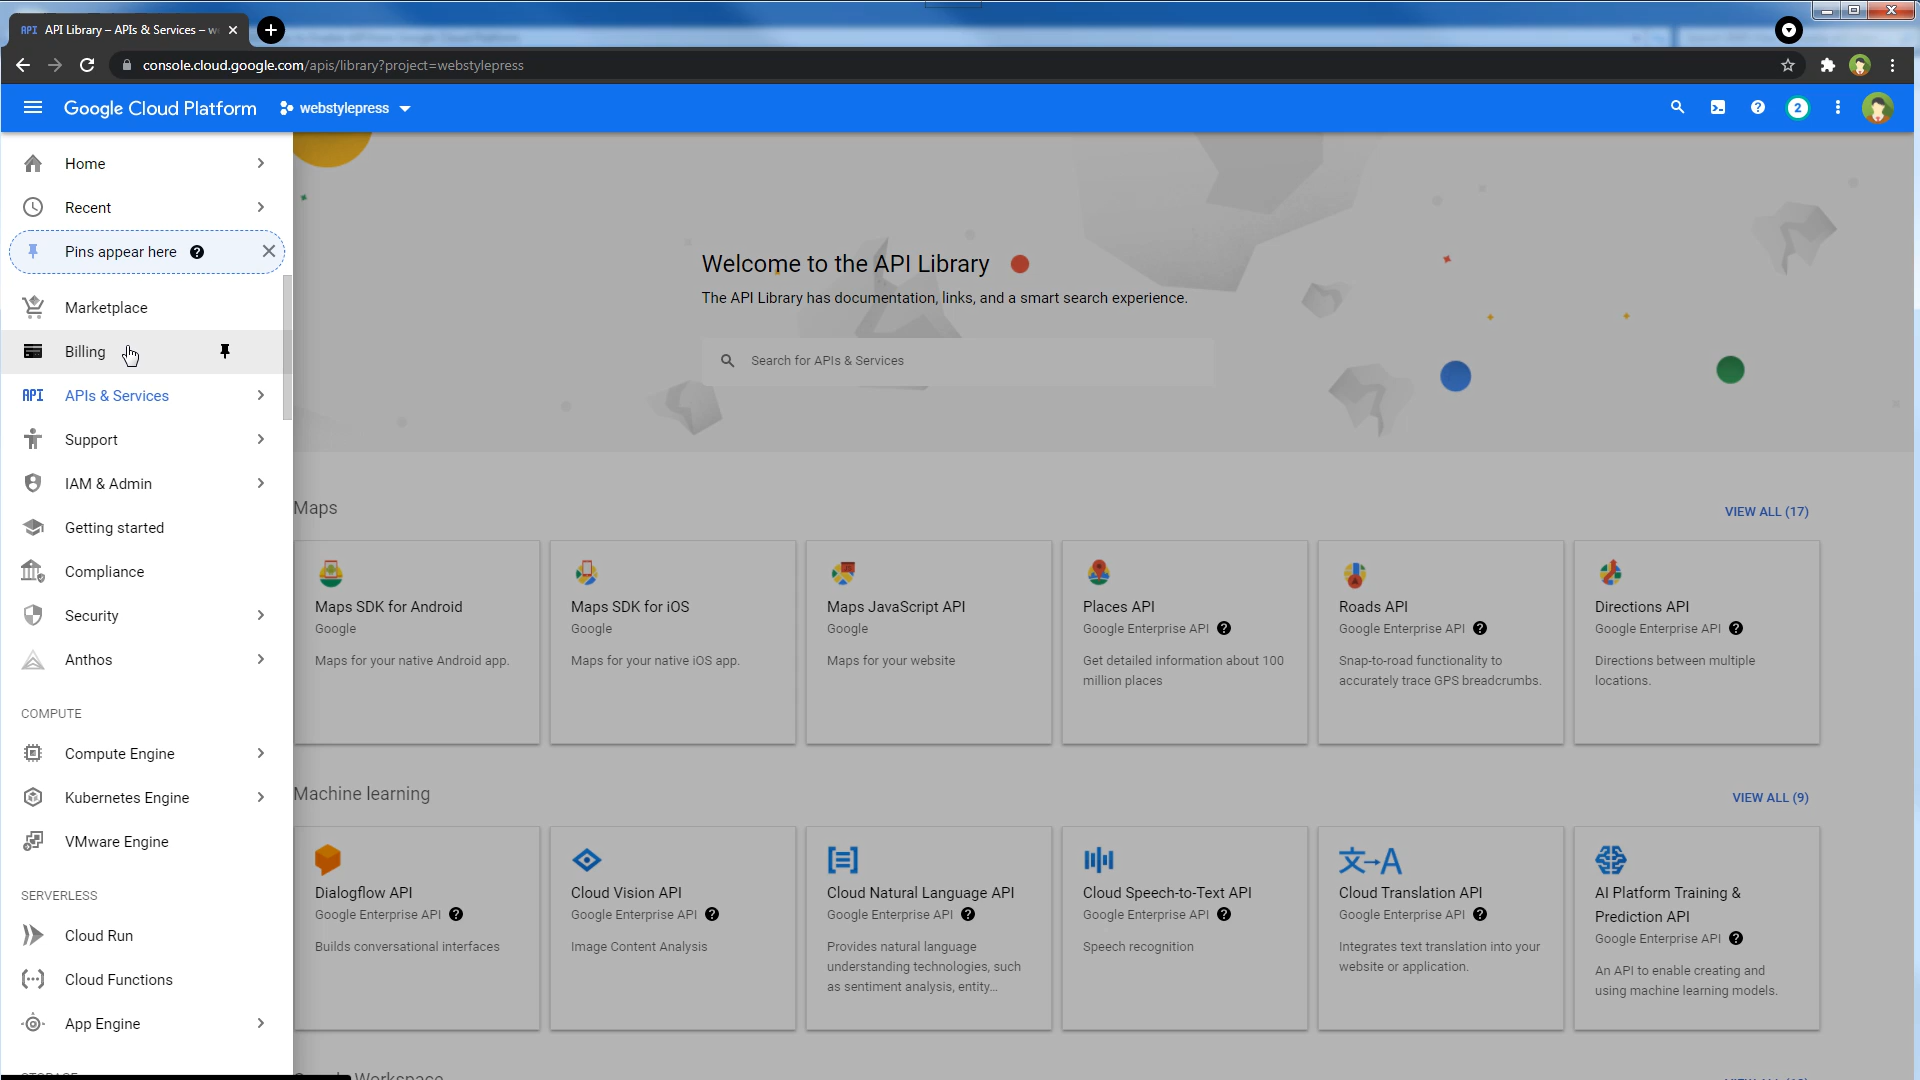 API API Library – APIs & Services – w
console.cloud.google.com/apis/library?project=webstylepress
Google Cloud Platform
webstylepress
2
Home
Recent
Pins appear here
Marketplace
Billing
API APIs & Services
Support
IAM & Admin
Getting started
Compliance
Security
Anthos
COMPUTE
Compute Engine
Kubernetes Engine
VMware Engine
SERVERLESS
Cloud Run
Cloud Functions
App Engine
Welcome to the API Library
The API Library has documentation, links, and a smart search experience.
Search for APIs & Services
Maps
VIEW ALL (17)
Maps SDK for Android
Google
Maps for your native Android app.
Maps SDK for iOS
Google
Maps for your native iOS app.
Maps JavaScript API
Google
Maps for your website
Places API
Google Enterprise API
Get detailed information about 100
million places
Roads API
Google Enterprise API
Snap-to-road functionality to
accurately trace GPS breadcrumbs.
Directions API
Google Enterprise API
Directions between multiple
locations.
Machine learning
VIEW ALL (9)
Dialogflow API
Google Enterprise API
Builds conversational interfaces
Cloud Vision API
Google Enterprise API
Image Content Analysis
Cloud Natural Language API
Google Enterprise API
Provides natural language
understanding technologies, such
as sentiment analysis, entity...
Cloud Speech-to-Text API
Google Enterprise API
Speech recognition
文→A
Cloud Translation API
Google Enterprise API
Integrates text translation into your
website or application.
AI Platform Training &
Prediction API
Google Enterprise API
An API to enable creating and
using machine learning models.
Workspace